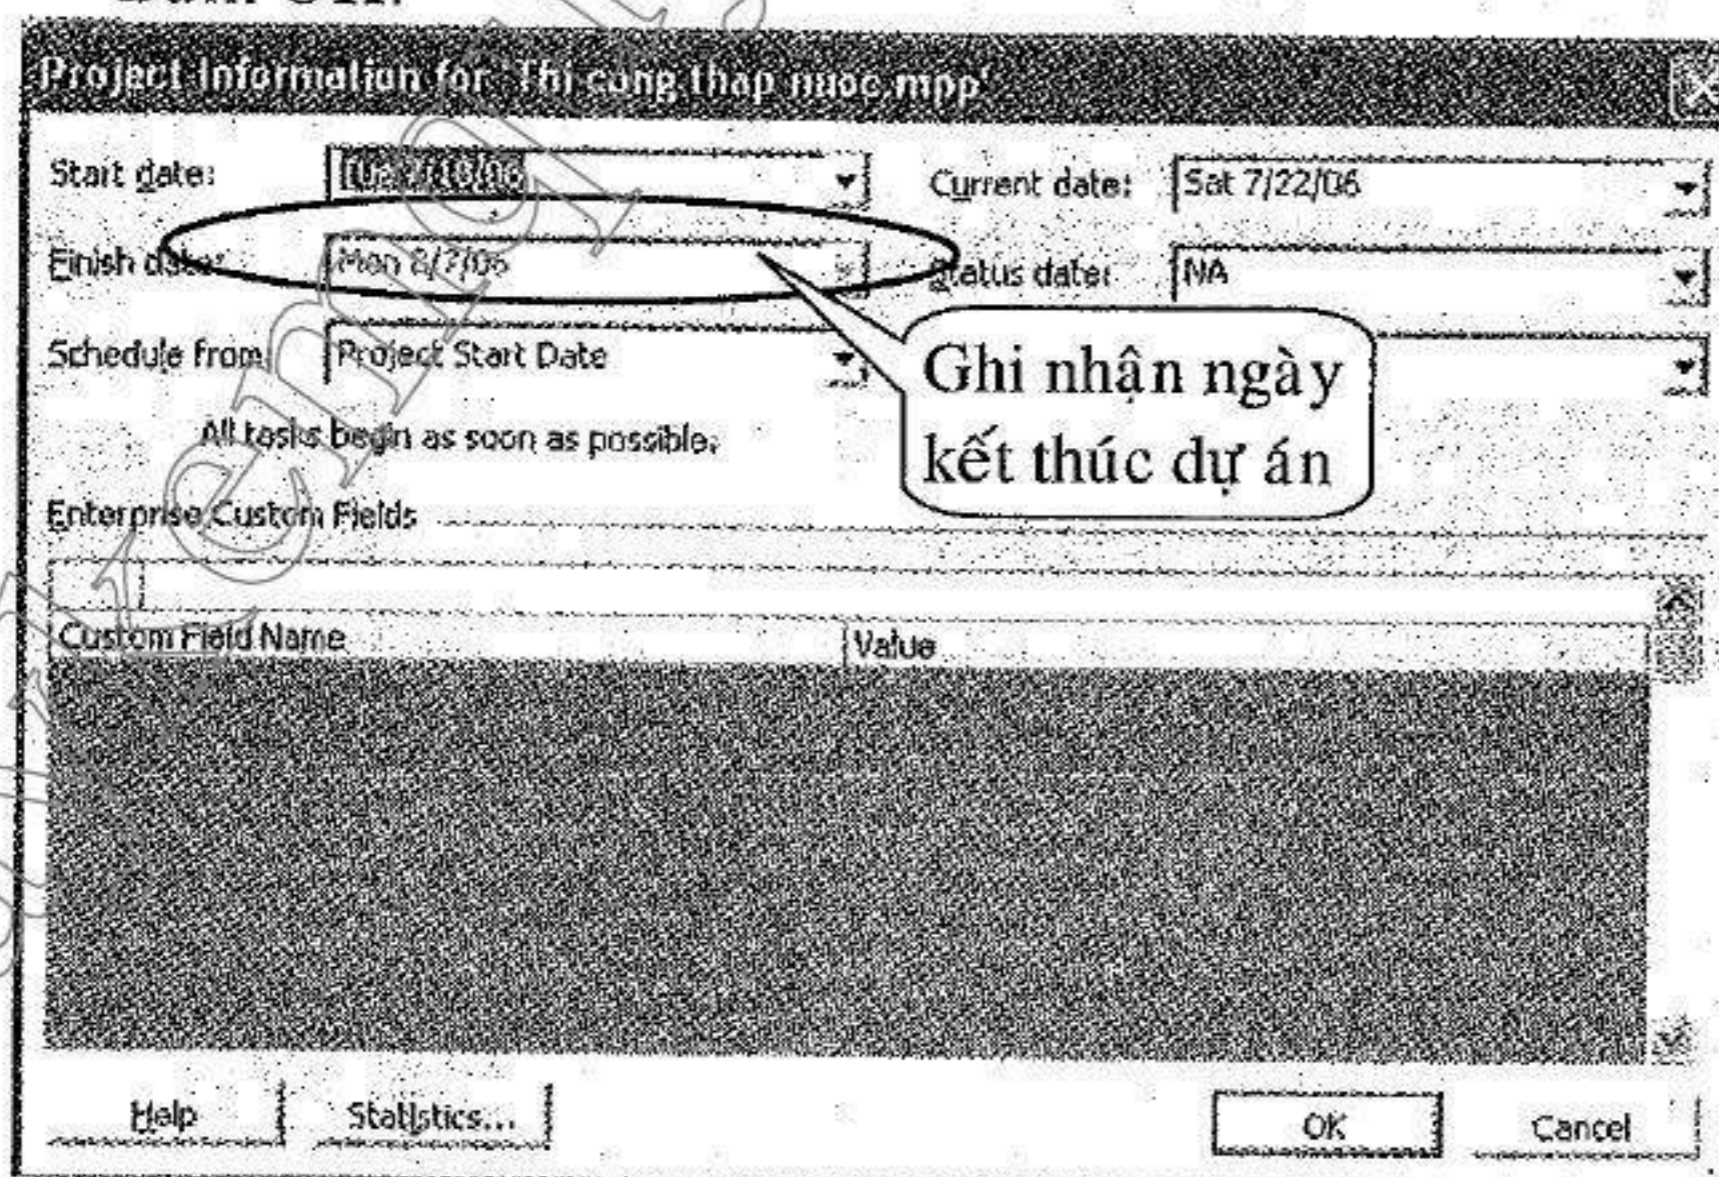 Project Information for 'Thi cong thap nuoc.mpp'
Start date:
Current date: Sat 7/22/06
Finish date: Mon 8/7/06
Status date: NA
Schedule from: Project Start Date
Ghi nhận ngày
kết thúc dự án
All tasks begin as soon as possible.
Enterprise Custom Fields
Custom Field Name Value
Help Statistics... OK Cancel